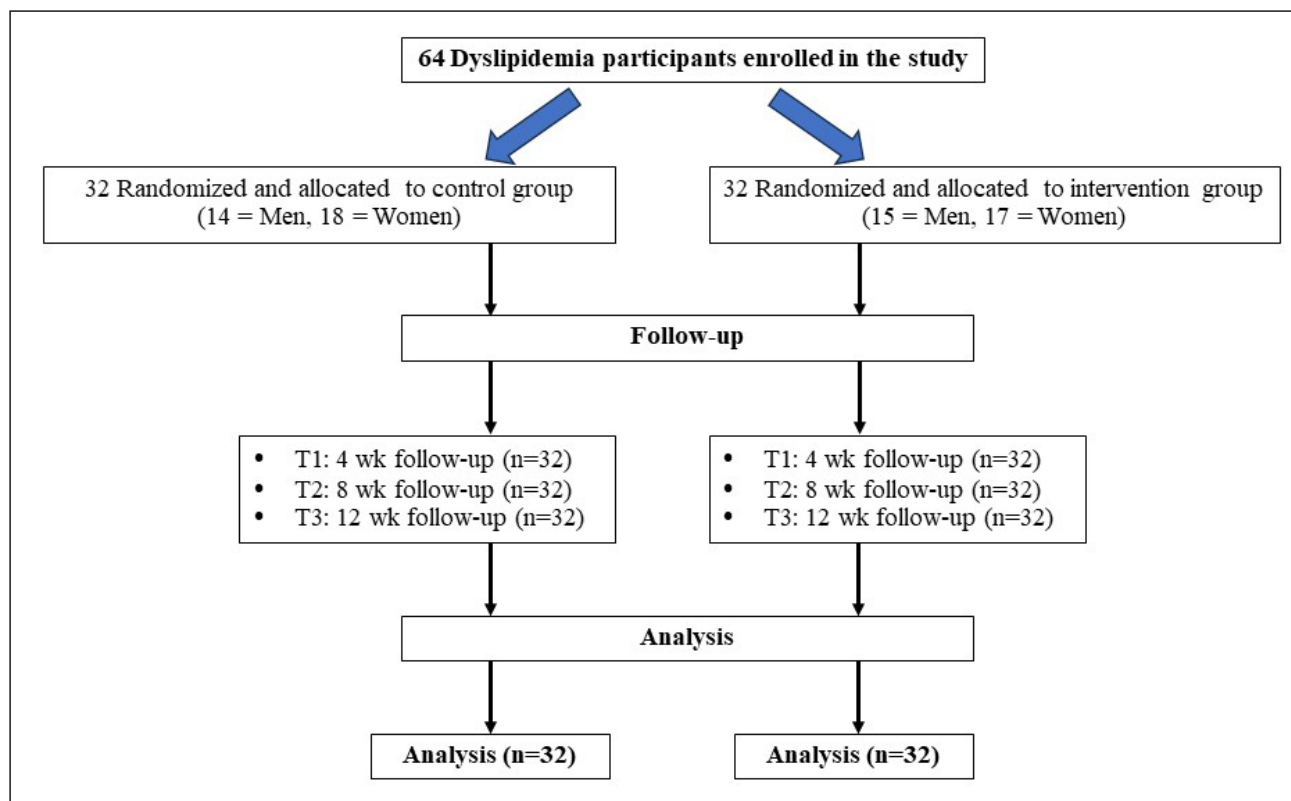 64 Dyslipidemia participants enrolled in the study
32 Randomized and allocated to control group
(14 = Men, 18 = Women)
32 Randomized and allocated to intervention group
(15 = Men, 17 = Women)
Follow-up
• T1: 4 wk follow-up (n=32)
• T2: 8 wk follow-up (n=32)
• T3: 12 wk follow-up (n=32)
• T1: 4 wk follow-up (n=32)
• T2: 8 wk follow-up (n=32)
• T3: 12 wk follow-up (n=32)
Analysis
Analysis (n=32)
Analysis (n=32)